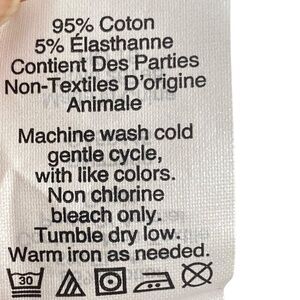 95% Coton
5% Élasthanne
Contient Des Parties
Non-Textiles D'origine
Animale
Machine wash cold
gentle cycle,
with like colors.
Non chlorine
bleach only.
Tumble dry low.
Warm iron as needed.
30